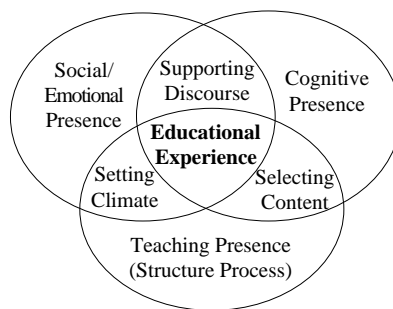 Social/
Emotional
Presence
Supporting
Discourse
Cognitive
Presence
Educational
Experience
Setting
Climate
Selecting
Content
Teaching Presence
(Structure Process)